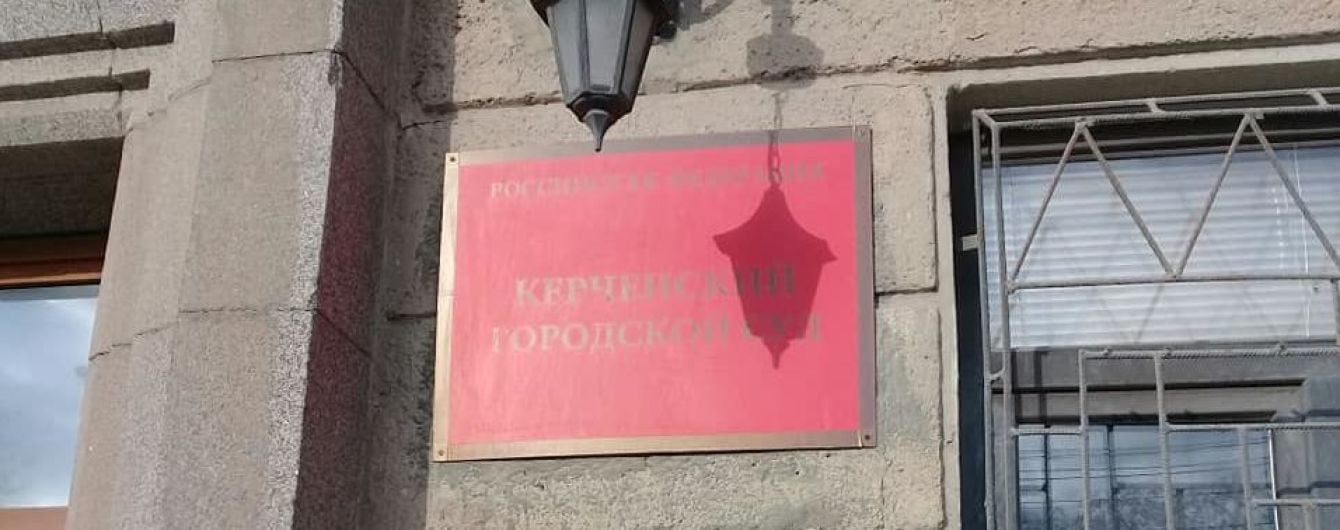 РОССИЙСКАЯ ФЕДЕРАЦИЯ
КЕРЧЕНСКИЙ
ГОРОДСКОЙ СУД